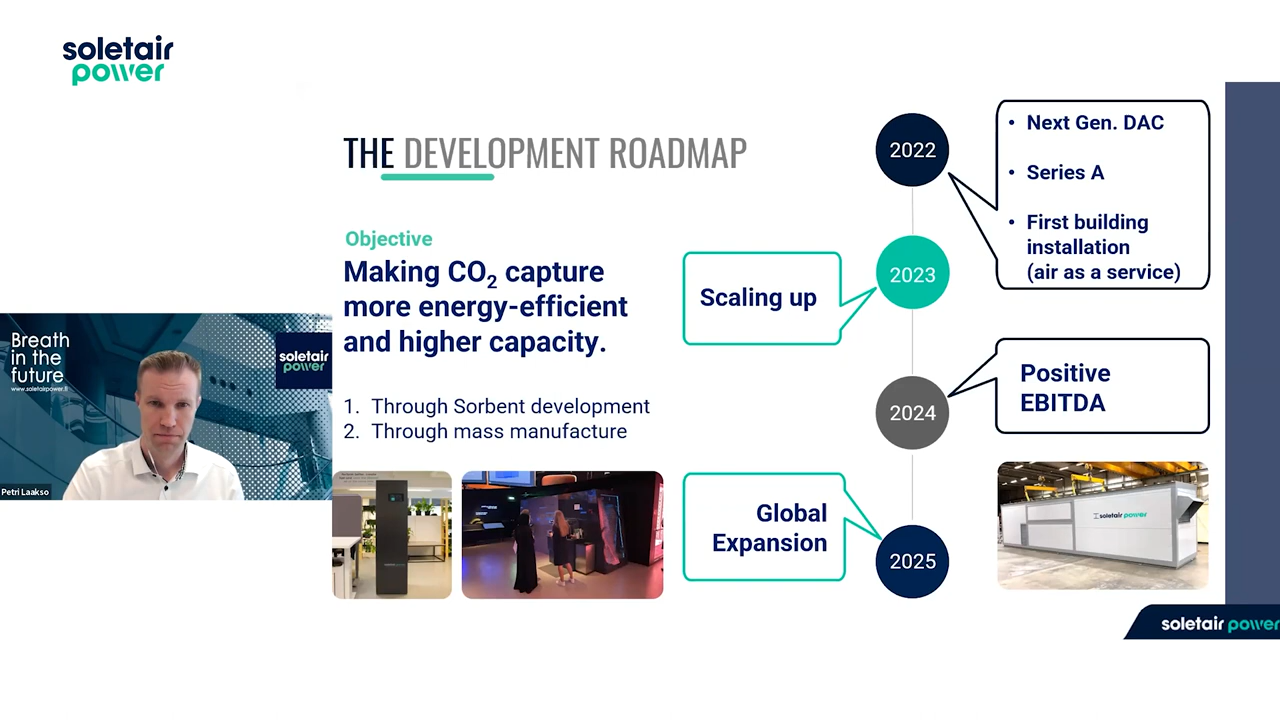 soletair
power
THE DEVELOPMENT ROADMAP
Objective
Making CO₂ capture
more energy-efficient
and higher capacity.
1. Through Sorbent development
2. Through mass manufacture
2022
• Next Gen. DAC
• Series A
• First building
installation
(air as a service)
2023
Scaling up
2024
Positive
EBITDA
2025
Global
Expansion
Breath
in the
future
www.soletairpower.fi
soletair
power
Petri Laakso
soletair power
soletair power